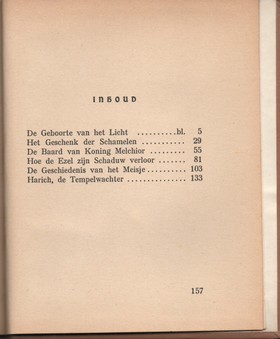 INHOUD
De Geboorte van het Licht ..........bl. 5
Het Geschenk der Schamelen ........... 29
De Baard van Koning Melchior ......... 55
Hoe de Ezel zijn Schaduw verloor ....... 81
De Geschiedenis van het Meisje ......... 103
Harich, de Tempelwachter ............. 133
157